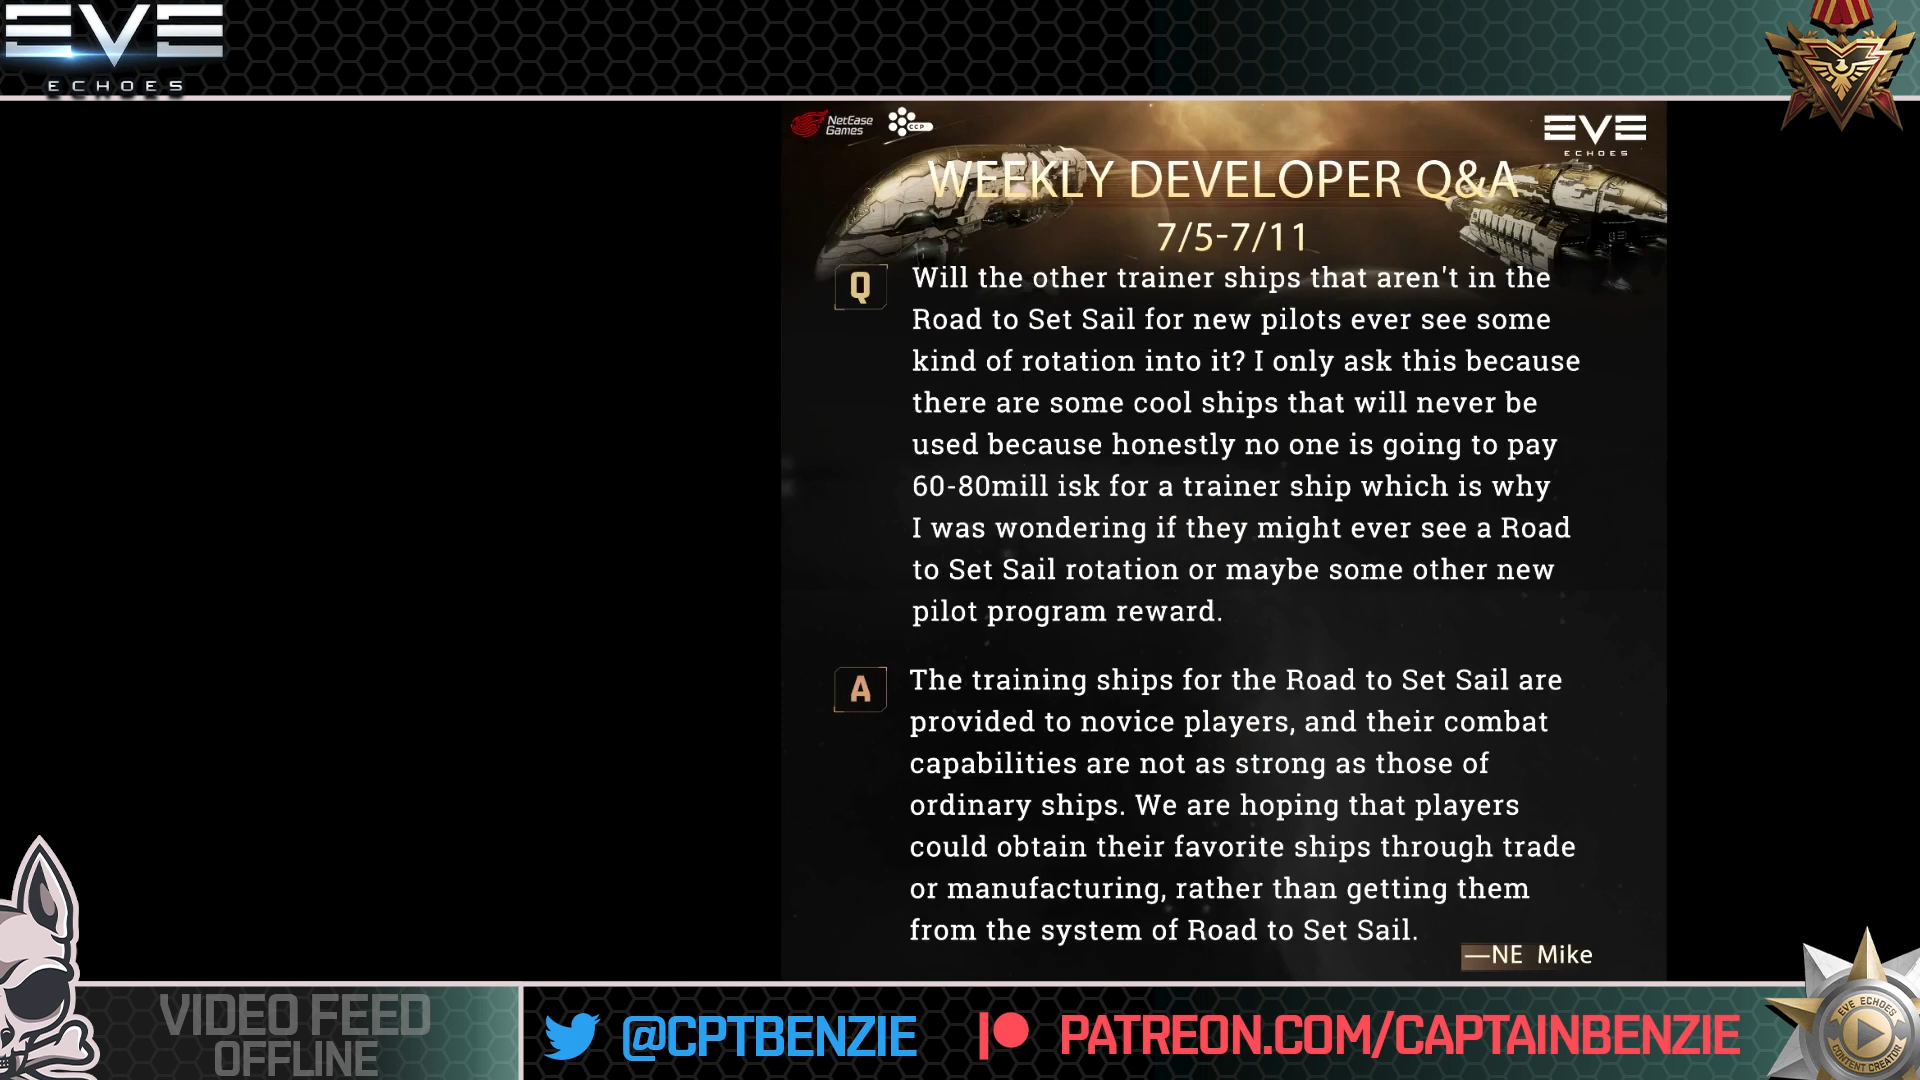 EVE
ECHOES
NetEase
Games
CCP
EVE
ECHOES
WEEKLY DEVELOPER Q&A
7/5-7/11
Q
Will the other trainer ships that aren't in the
Road to Set Sail for new pilots ever see some
kind of rotation into it? I only ask this because
there are some cool ships that will never be
used because honestly no one is going to pay
60-80mill isk for a trainer ship which is why
I was wondering if they might ever see a Road
to Set Sail rotation or maybe some other new
pilot program reward.
A
The training ships for the Road to Set Sail are
provided to novice players, and their combat
capabilities are not as strong as those of
ordinary ships. We are hoping that players
could obtain their favorite ships through trade
or manufacturing, rather than getting them
from the system of Road to Set Sail.
—NE Mike
VIDEO FEED
OFFLINE
@CPTBENZIE
PATREON.COM/CAPTAINBENZIE
EVE ECHOES
CONTENT CREATOR